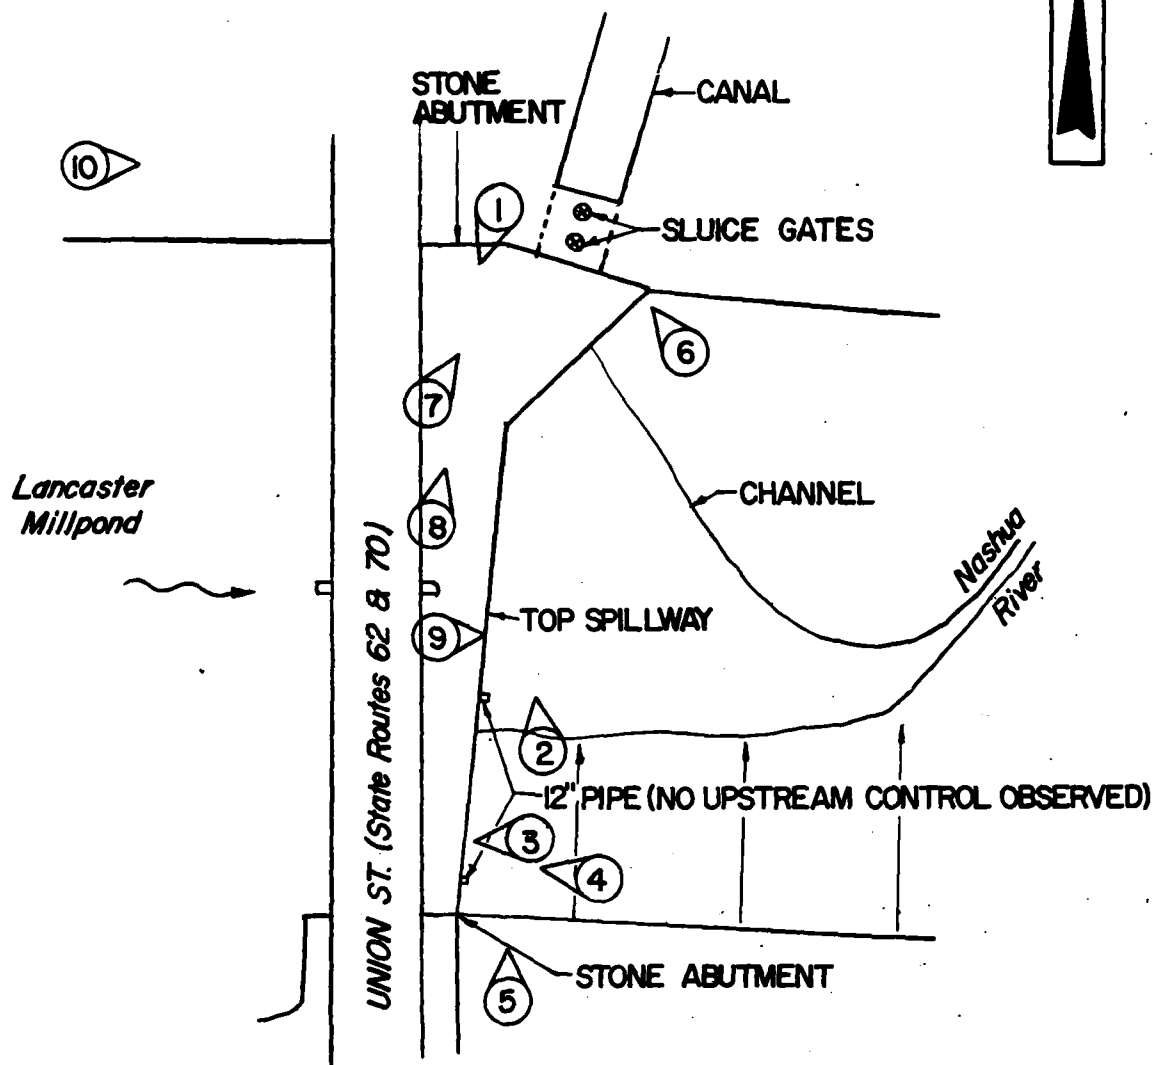 STONE
ABUTMENT
CANAL
10
1
SLUICE GATES
6
7
Lancaster
Millpond
8
CHANNEL
Nashua
River
9
TOP SPILLWAY
UNION ST. (State Routes 62 & 70)
2
12" PIPE (NO UPSTREAM CONTROL OBSERVED)
3
4
5
STONE ABUTMENT